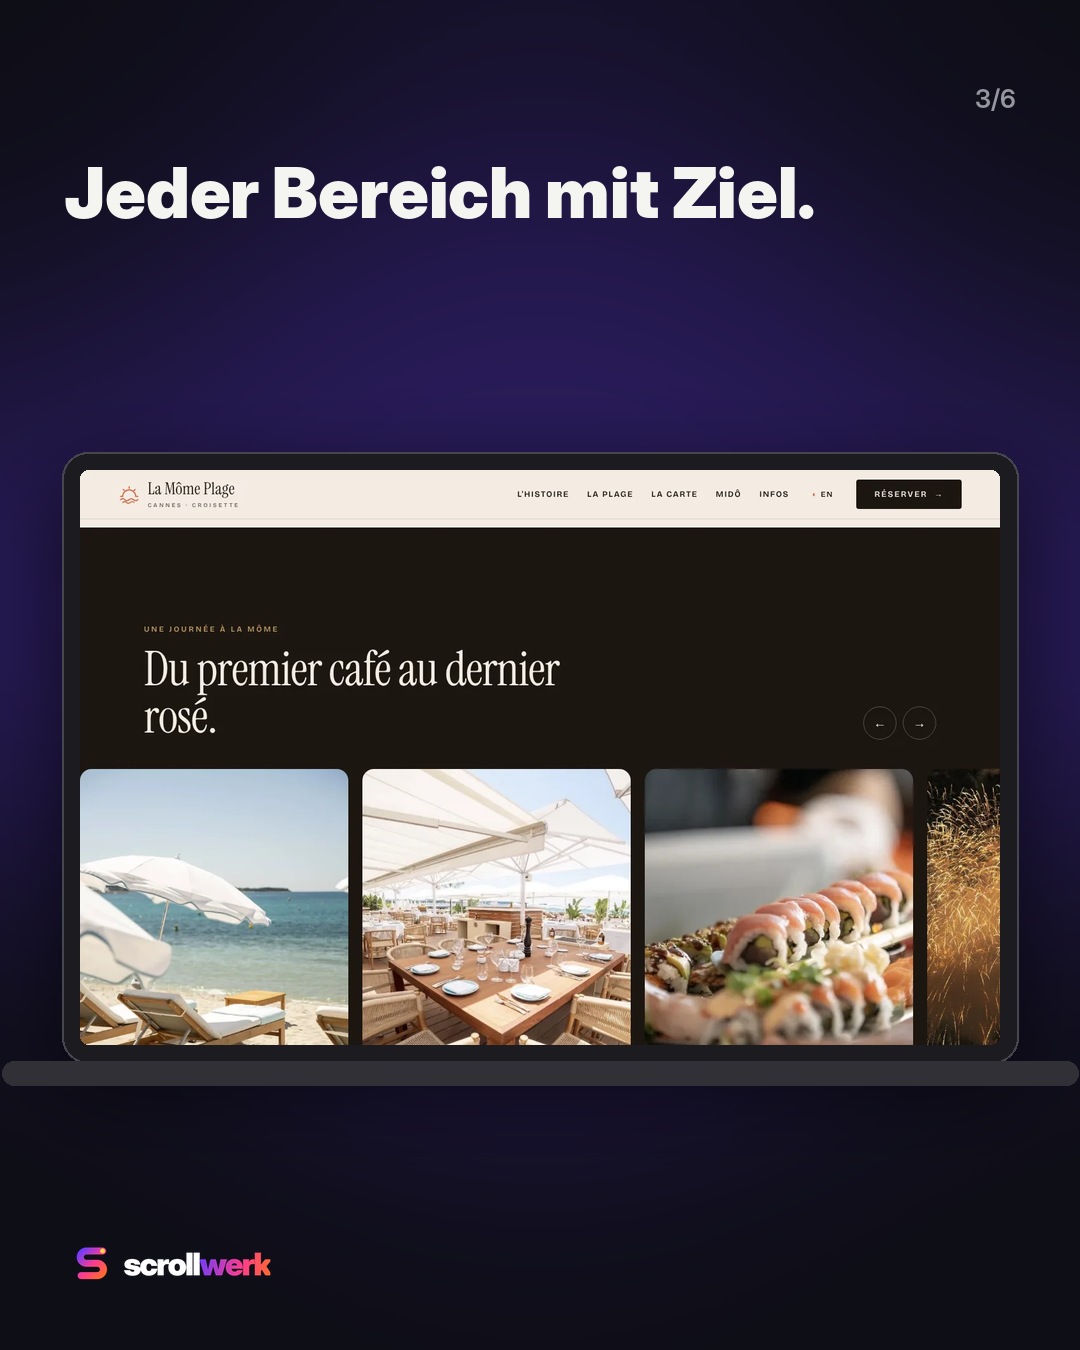 3/6
Jeder Bereich mit Ziel.
La Môme Plage
CANNES · CROISETTE
L'HISTOIRE LA PLAGE LA CARTE MIDÔ INFOS EN RÉSERVER →
UNE JOURNÉE À LA MÔME
Du premier café au dernier
rosé.
← →
scrollwerk